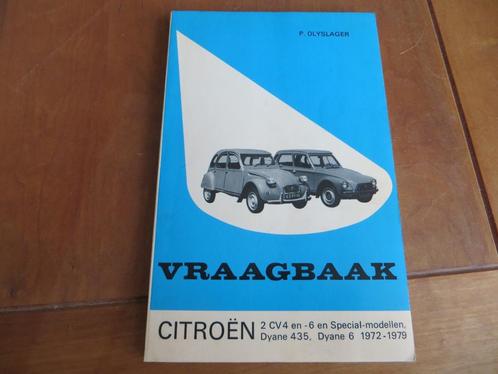 P. OLYSLAGER
VRAAGBAAK
CITROËN 2 CV4 en -6 en Special-modellen,
Dyane 435, Dyane 6 1972-1979